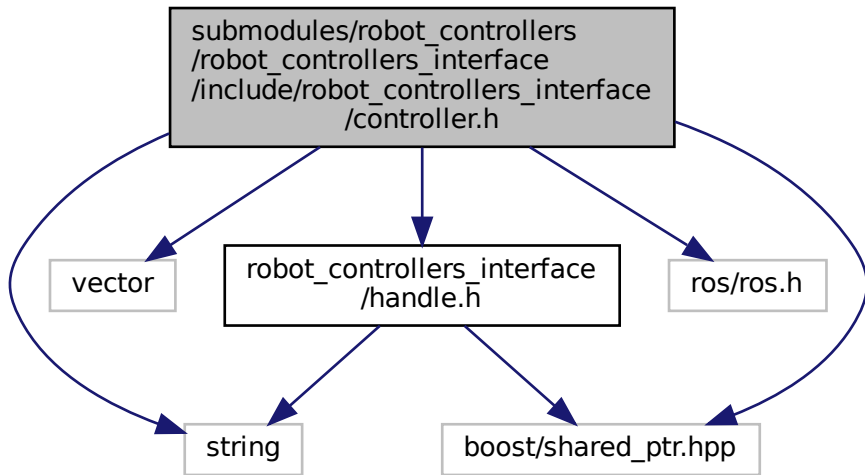 submodules/robot_controllers
/robot_controllers_interface
/include/robot_controllers_interface
/controller.h
vector
robot_controllers_interface
/handle.h
ros/ros.h
string
boost/shared_ptr.hpp